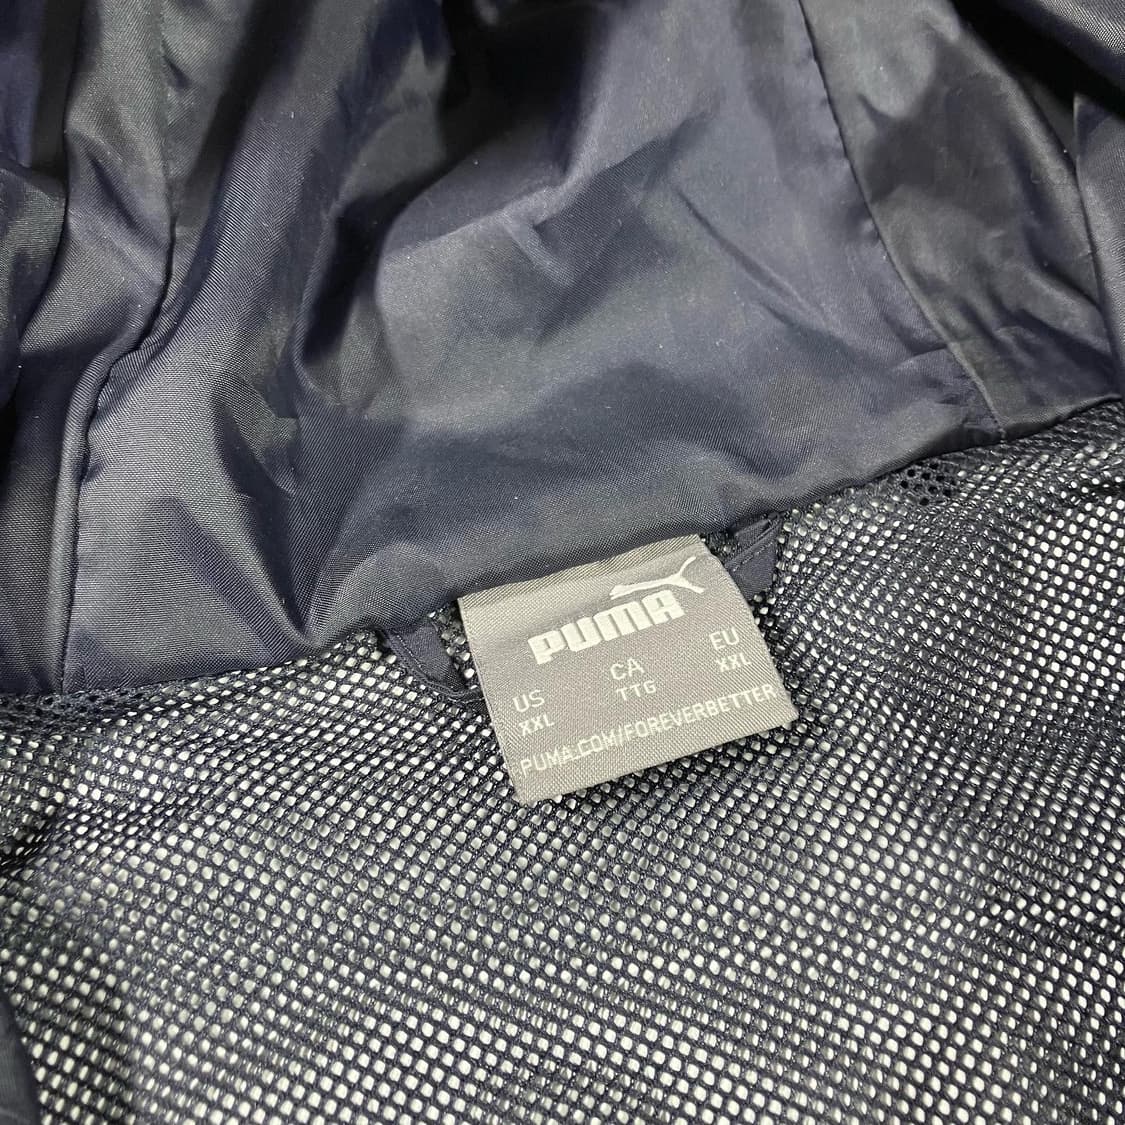 PUMA
US CA EU
XXL TTG XXL
PUMA.COM/FOREVERBETTER